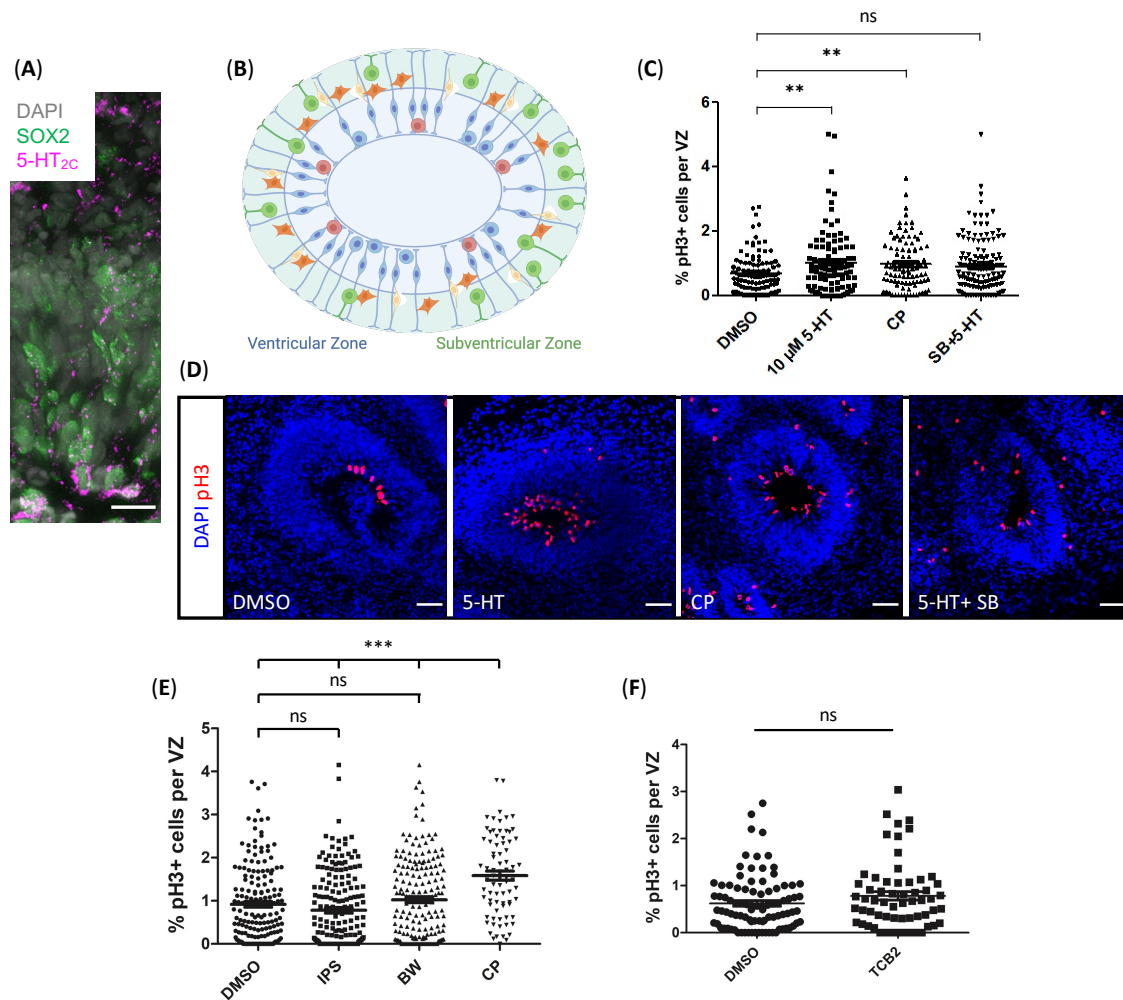 (A)
DAPI
SOX2
5-HT2C
(B)
Ventricular Zone
Subventricular Zone
(C)
ns
**
**
% pH3+ cells per VZ
6
4
2
0
DMSO
10 µM 5-HT
CP
SB+5-HT
(D)
DAPI pH3
DMSO
5-HT
CP
5-HT+ SB
(E)
***
ns
ns
% pH3+ cells per VZ
5
4
3
2
1
0
DMSO
IPS
BW
CP
(F)
ns
% pH3+ cells per VZ
4
3
2
1
0
DMSO
TCB2